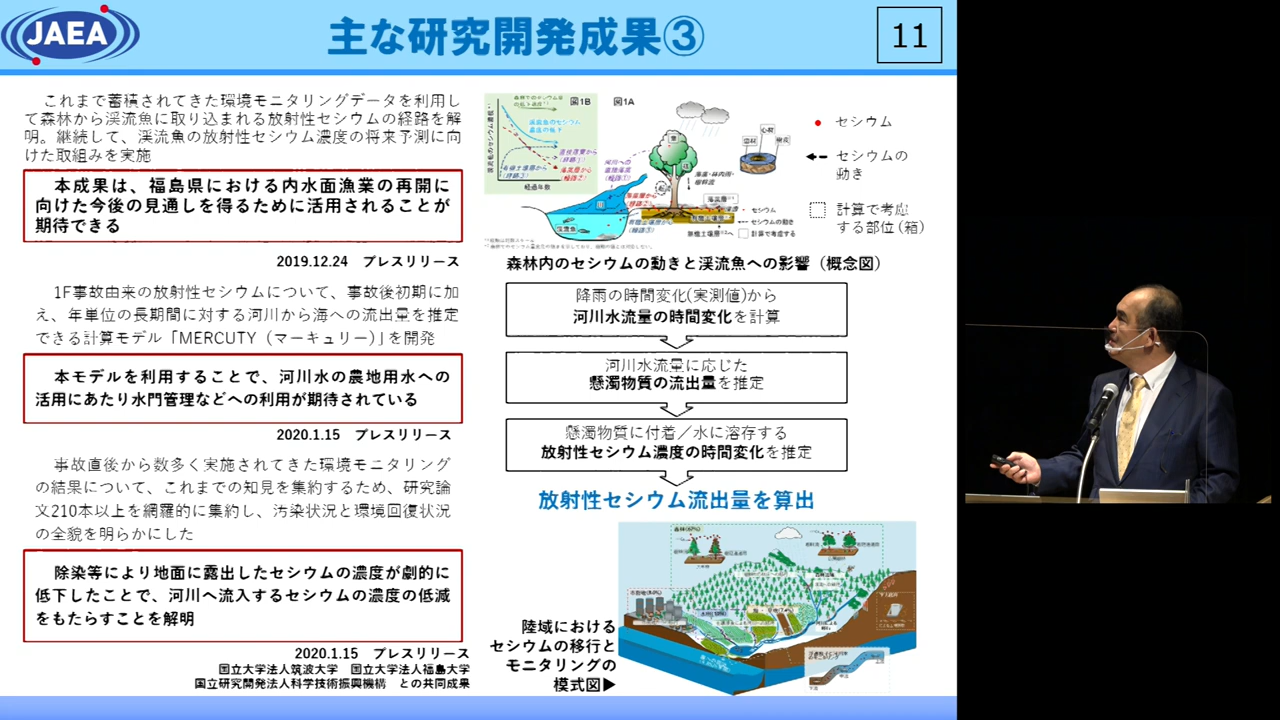 JAEA
主な研究開発成果③
11
これまで蓄積されてきた環境モニタリングデータを利用し
て森林から渓流魚に取り込まれる放射性セシウムの経路を解
明。継続して、渓流魚の放射性セシウム濃度の将来予測に向
けた取組みを実施
本成果は、福島県における内水面漁業の再開に
向けた今後の見通しを得るために活用されることが
期待できる
2019.12.24 プレスリリース
1F事故由来の放射性セシウムについて、事故後初期に加
え、年単位の長期間に対する河川から海への流出量を推定
できる計算モデル「MERCUTY（マーキュリー）」を開発
本モデルを利用することで、河川水の農地用水への
活用にあたり水門管理などへの利用が期待されている
2020.1.15 プレスリリース
事故直後から数多く実施されてきた環境モニタリング
の結果について、これまでの知見を集約するため、研究論
文210本以上を網羅的に集約し、汚染状況と環境回復状況
の全貌を明らかにした
除染等により地面に露出したセシウムの濃度が劇的に
低下したことで、河川へ流入するセシウムの濃度の低減
をもたらすことを解明
2020.1.15 プレスリリース
国立大学法人筑波大学 国立大学法人福島大学
国立研究開発法人科学技術振興機構 との共同成果
図1B
図1A
経過年数
セシウム
セシウムの
動き
計算で考慮
する部位(箱)
森林内のセシウムの動きと渓流魚への影響（概念図）
降雨の時間変化(実測値)から
河川水流量の時間変化を計算
河川水流量に応じた
懸濁物質の流出量を推定
懸濁物質に付着／水に溶存する
放射性セシウム濃度の時間変化を推定
放射性セシウム流出量を算出
陸域における
セシウムの移行と
モニタリングの
模式図▶